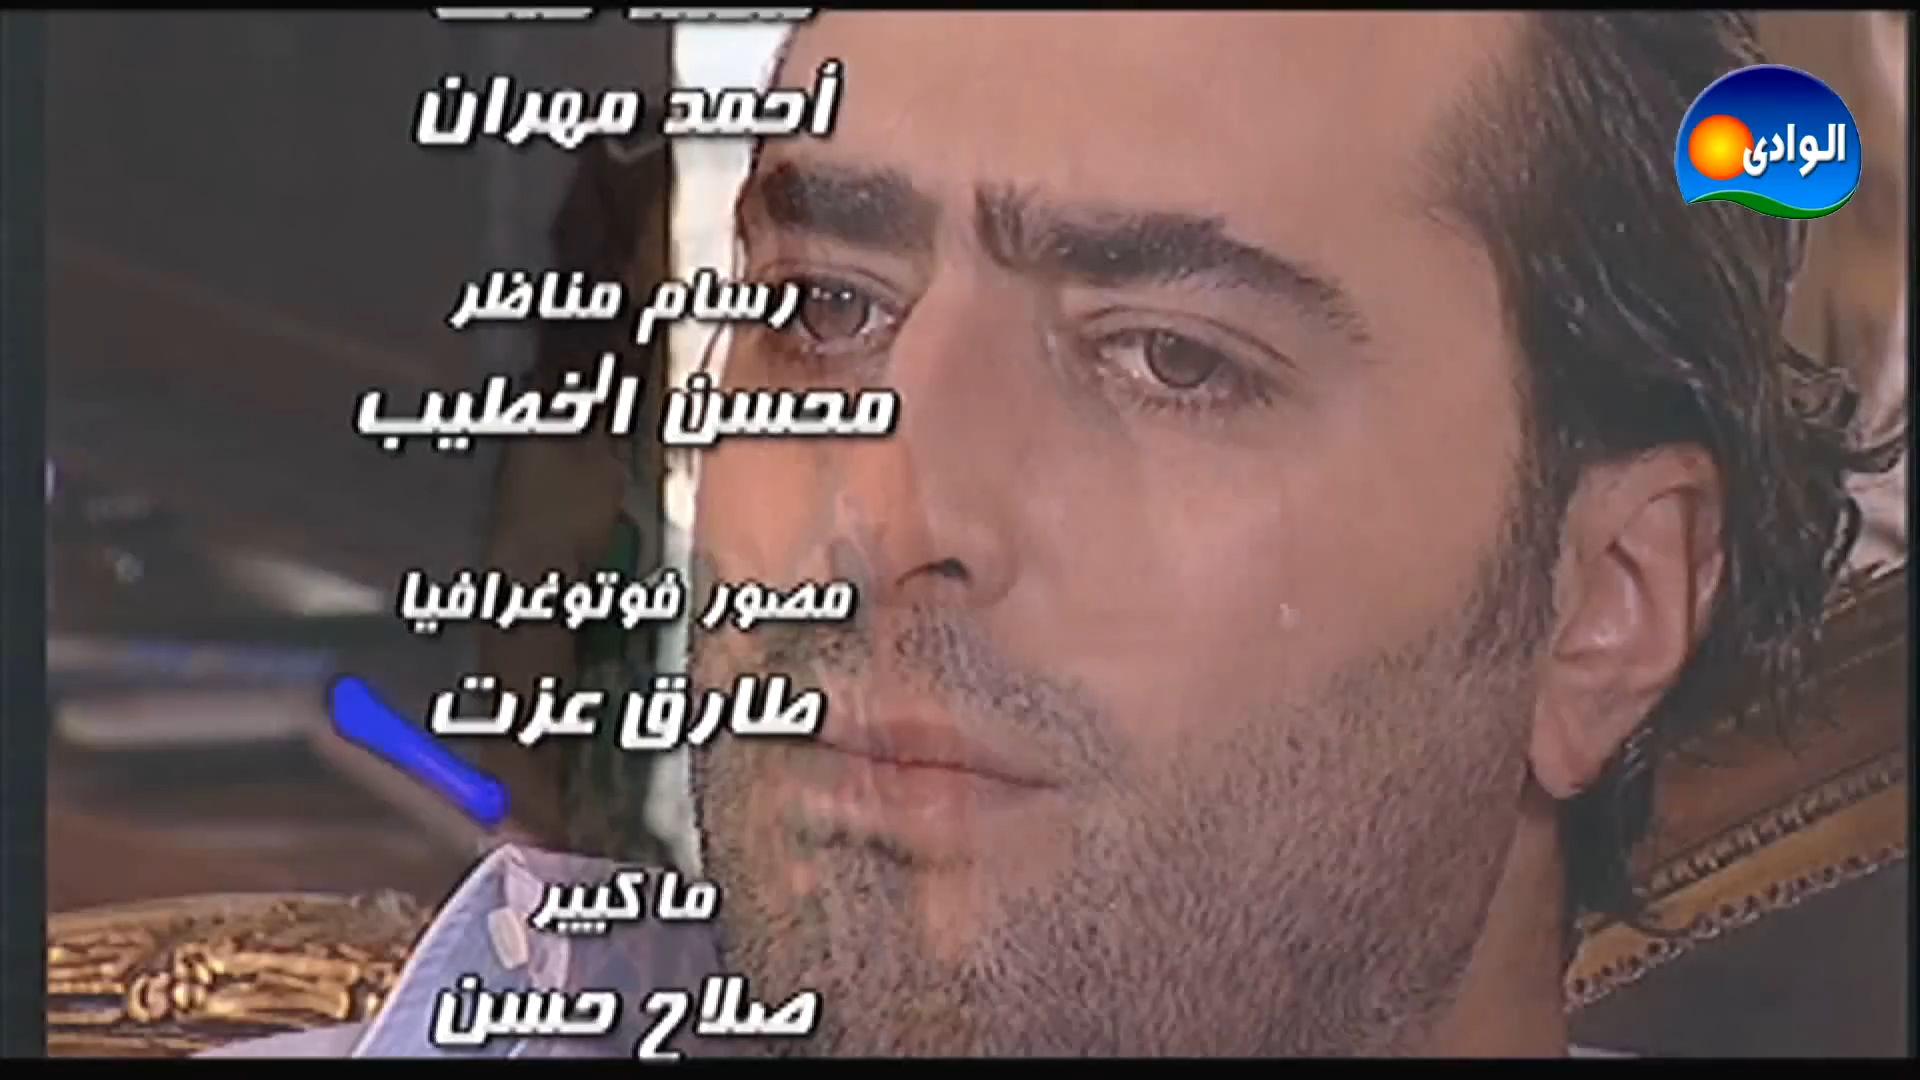 أحمد مهران
الوادى
رسام مناظر
محسن الخطيب
مصور فوتوغرافيا
طارق عزت
ماكيير
صلاح حسن